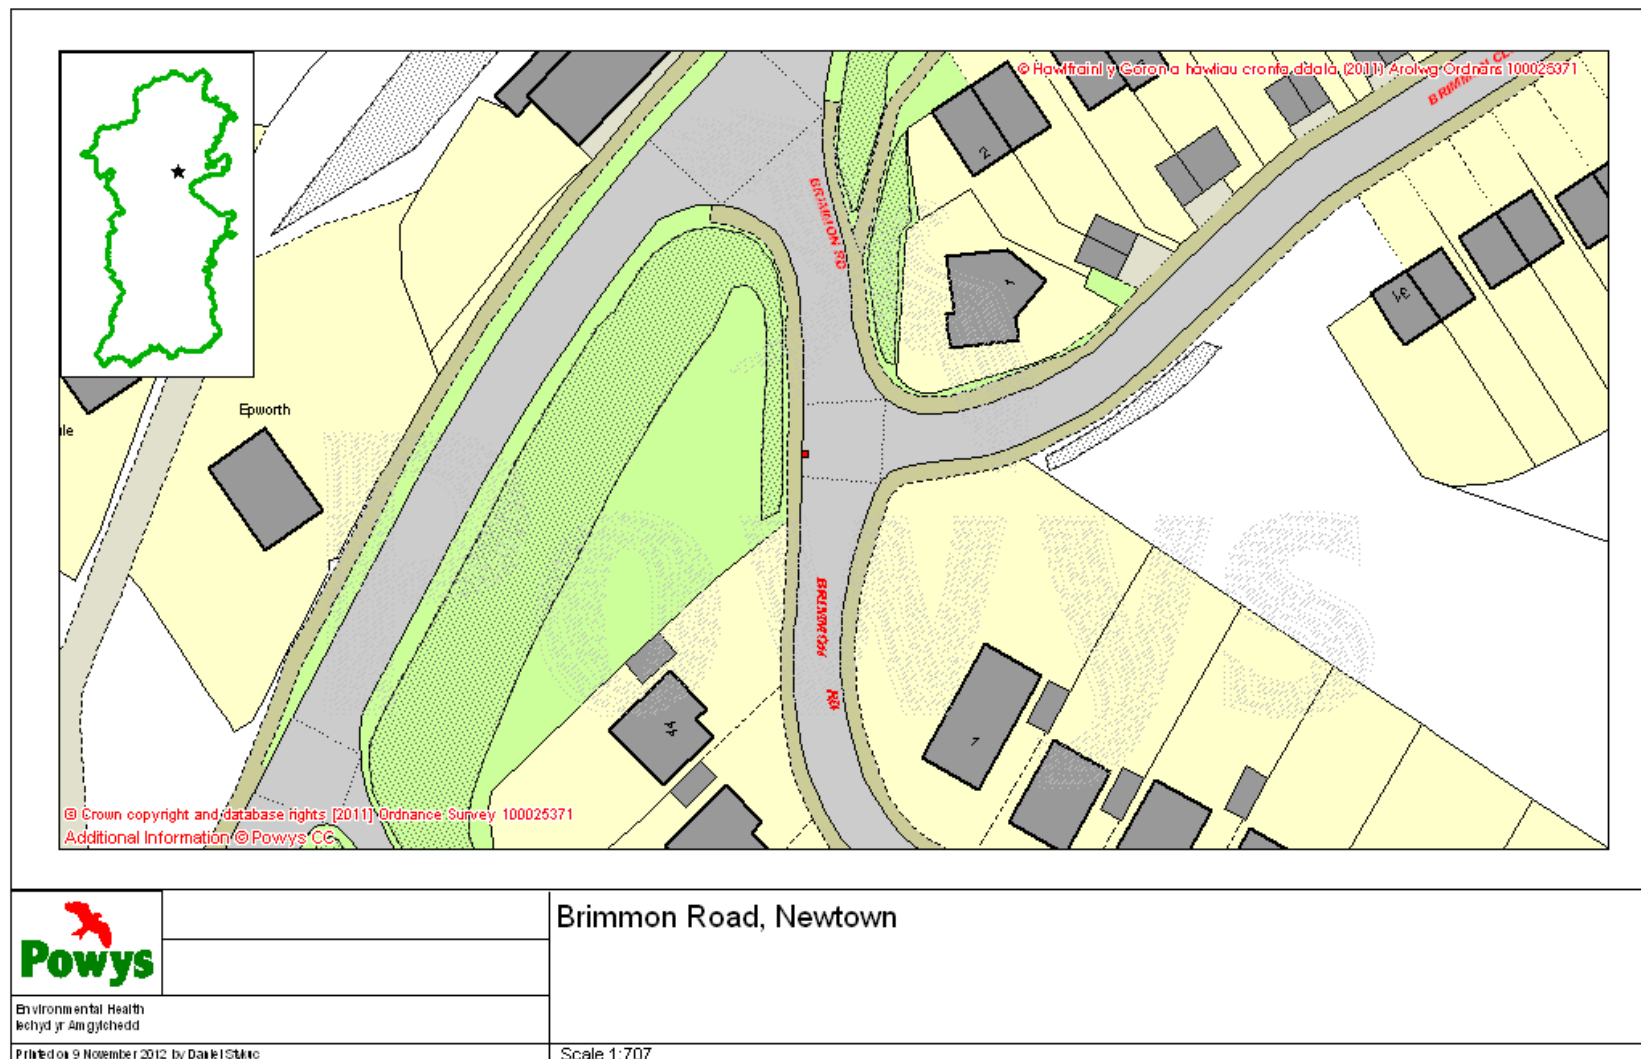 © Hawlfraint y Goron a hawliau cronfa ddata (2011) Arolwg Ordnans 100025371
BRIMMON
2
BRIMMON RD
1
31
Epworth
BRIMMON RD
44
1
© Crown copyright and database rights [2011] Ordnance Survey 100025371
Additional Information © Powys CC
POWYS
Powys
Brimmon Road, Newtown
Environmental Health
Iechyd yr Amgylchedd
Printed on 9 November 2012 by Daniel
Scale 1:707